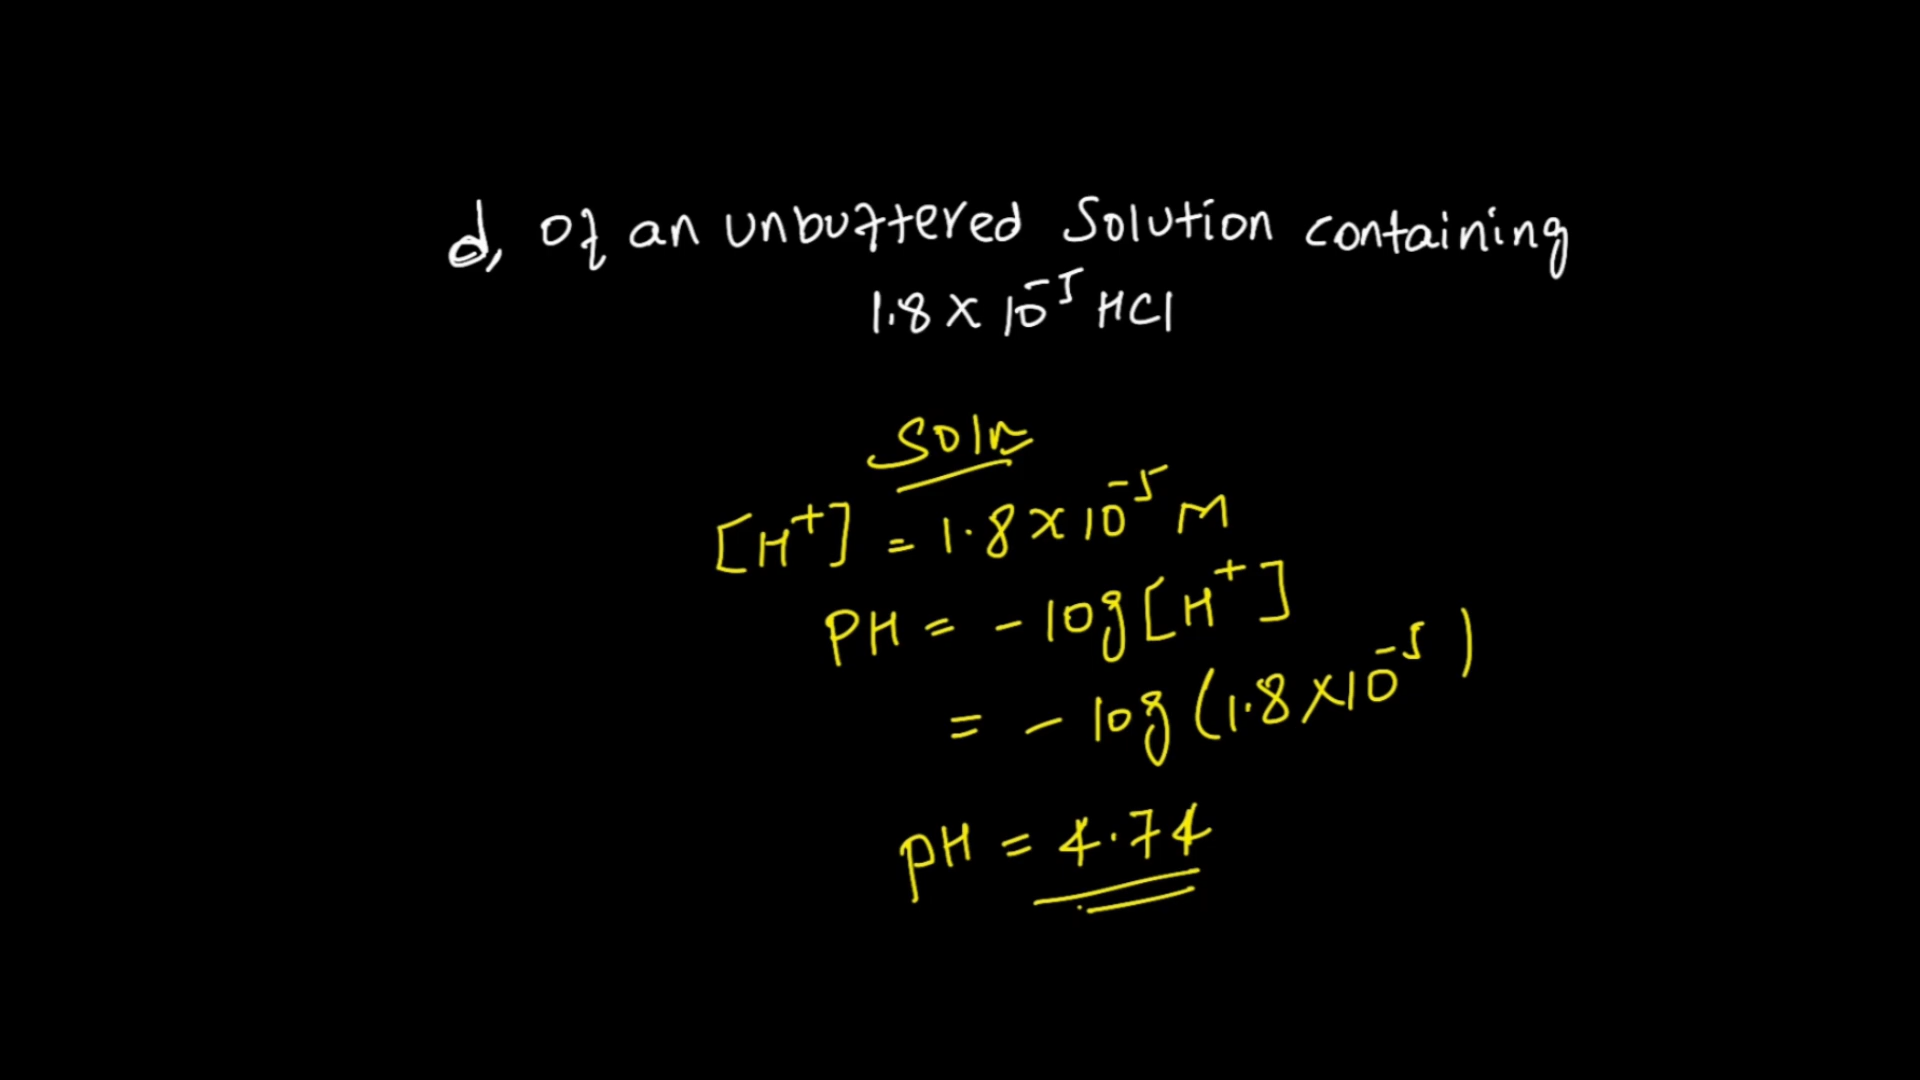 d, of an unbuffered Solution containing
1.8 × 10⁻⁵ HCl
Soln
[H⁺] = 1.8 × 10⁻⁵ M
PH = - log [H⁺]
= - log (1.8 × 10⁻⁵)
pH = 4.74